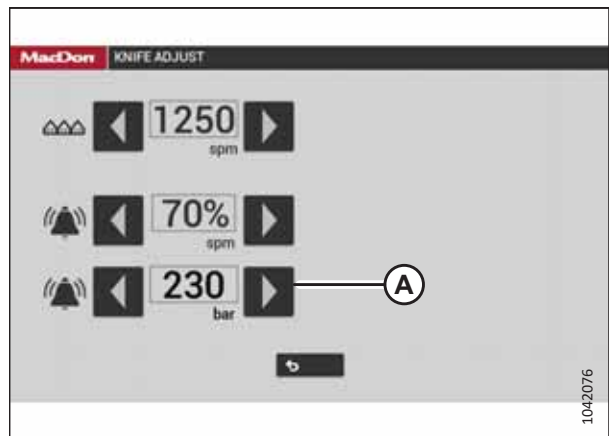 MacDon KNIFE ADJUST
1250
spm
70%
spm
230
bar
A
1042076